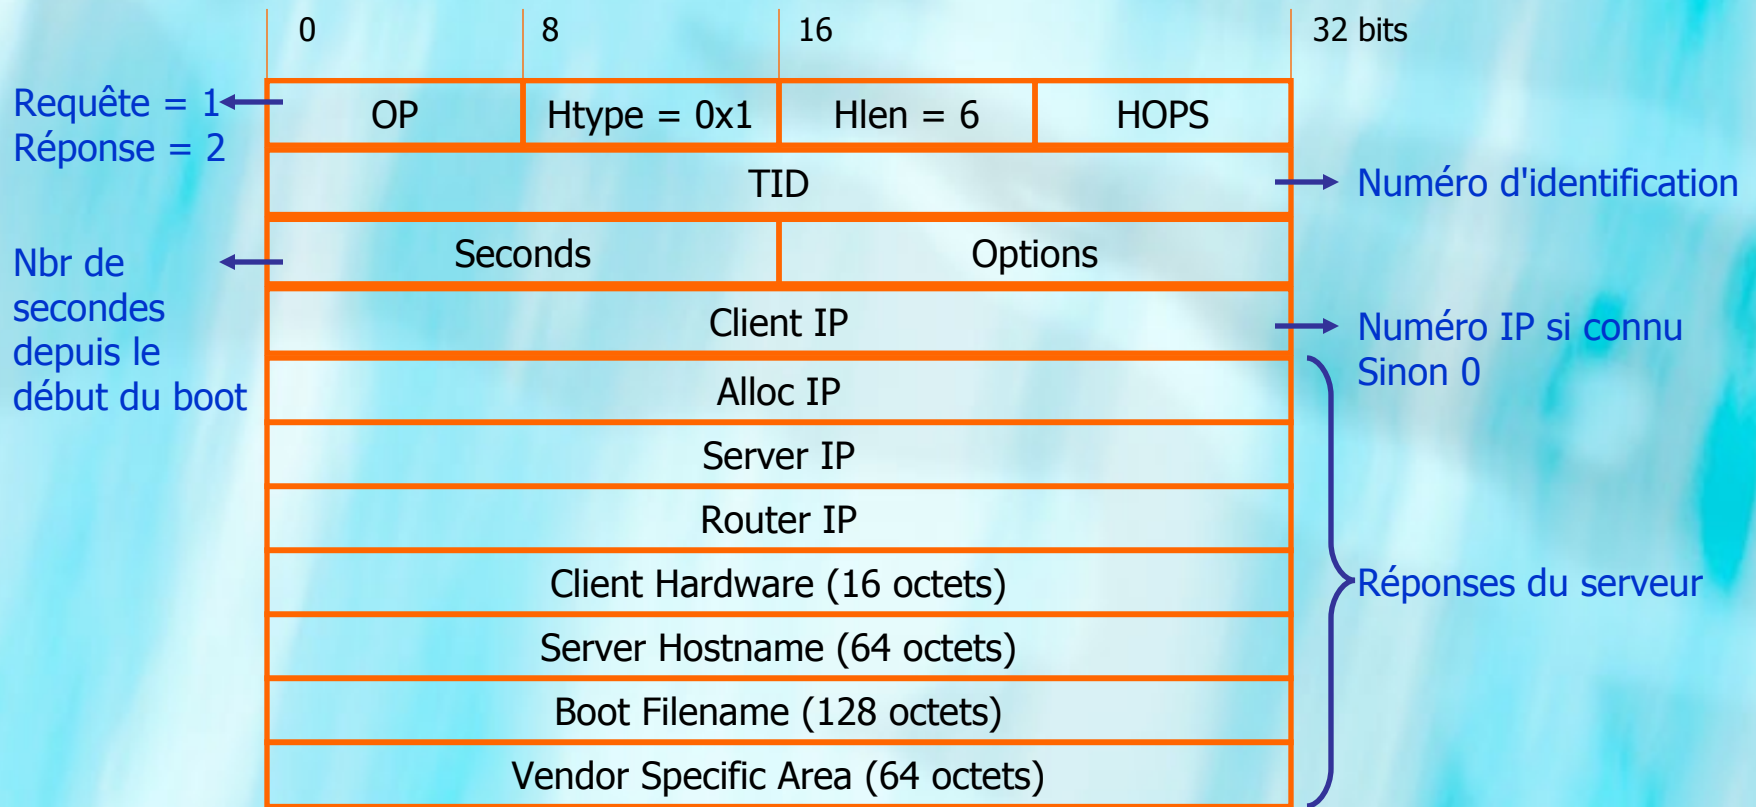 0 8 16 32 bits
Requête = 1
Réponse = 2
OP Htype = 0x1 Hlen = 6 HOPS
TID
Numéro d'identification
Seconds Options
Nbr de
secondes
depuis le
début du boot
Client IP
Numéro IP si connu
Sinon 0
Alloc IP
Server IP
Router IP
Client Hardware (16 octets)
Réponses du serveur
Server Hostname (64 octets)
Boot Filename (128 octets)
Vendor Specific Area (64 octets)